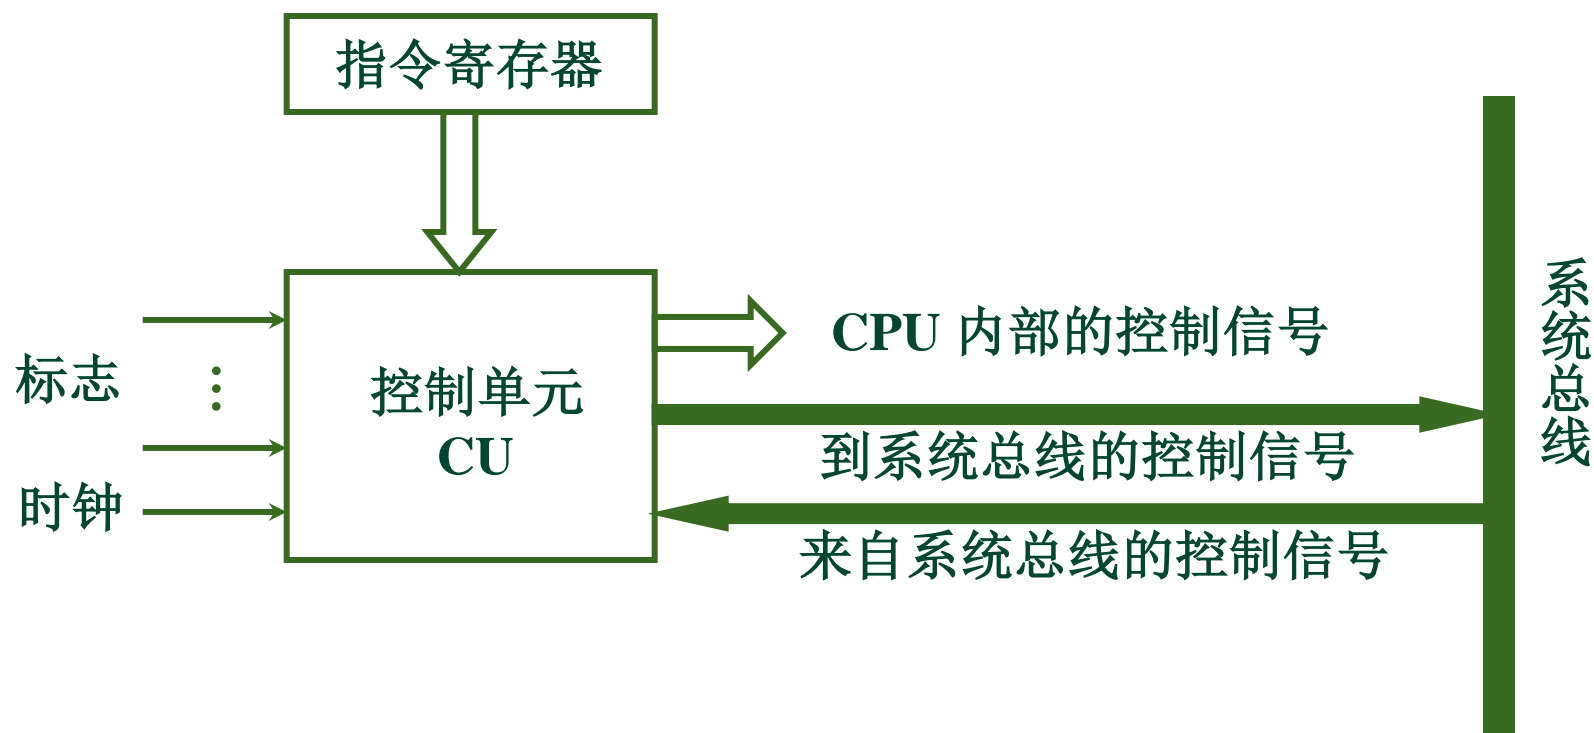 指令寄存器
标志
时钟
控制单元
CU
CPU 内部的控制信号
到系统总线的控制信号
来自系统总线的控制信号
系统总线